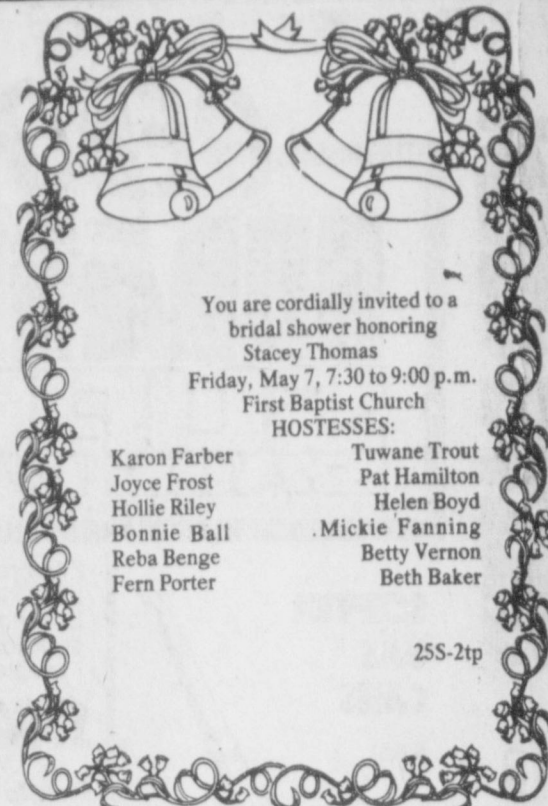 You are cordially invited to a
bridal shower honoring
Stacey Thomas
Friday, May 7, 7:30 to 9:00 p.m.
First Baptist Church
HOSTESSES:
Karon Farber
Joyce Frost
Hollie Riley
Bonnie Ball
Reba Benge
Fern Porter
Tuwane Trout
Pat Hamilton
Helen Boyd
Mickie Fanning
Betty Vernon
Beth Baker
25S-2tp